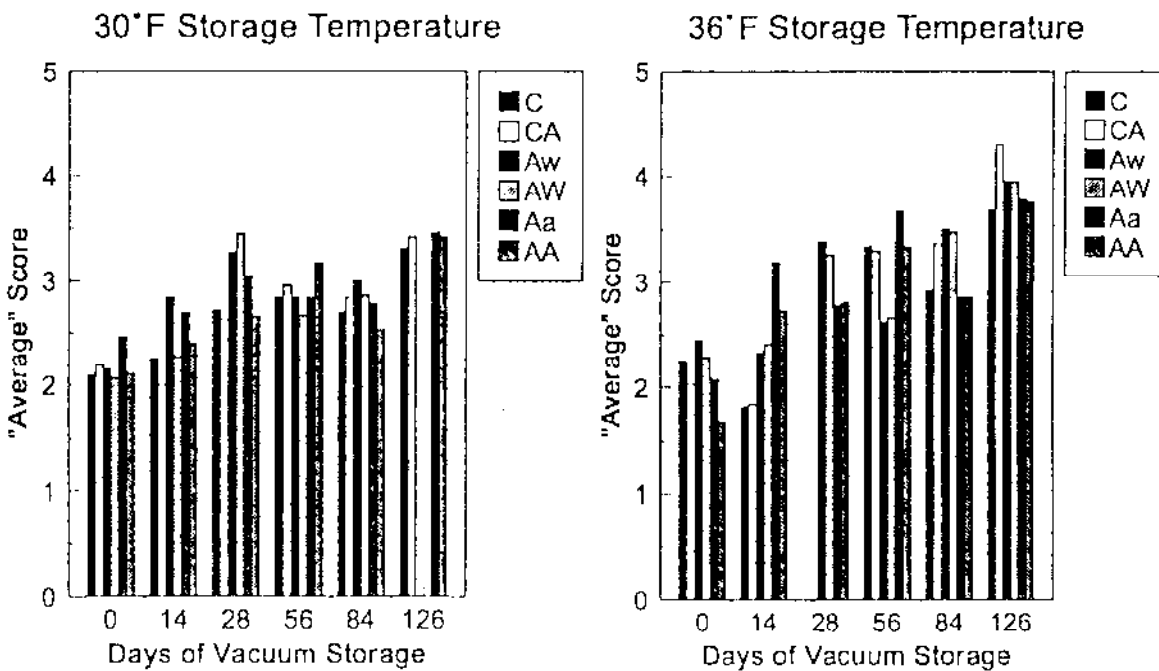 30°F Storage Temperature
5
4
3
2
1
0
"Average" Score
0 14 28 56 84 126
Days of Vacuum Storage
C
CA
Aw
AW
Aa
AA
36°F Storage Temperature
5
4
3
2
1
0
"Average" Score
0 14 28 56 84 126
Days of Vacuum Storage
C
CA
Aw
AW
Aa
AA